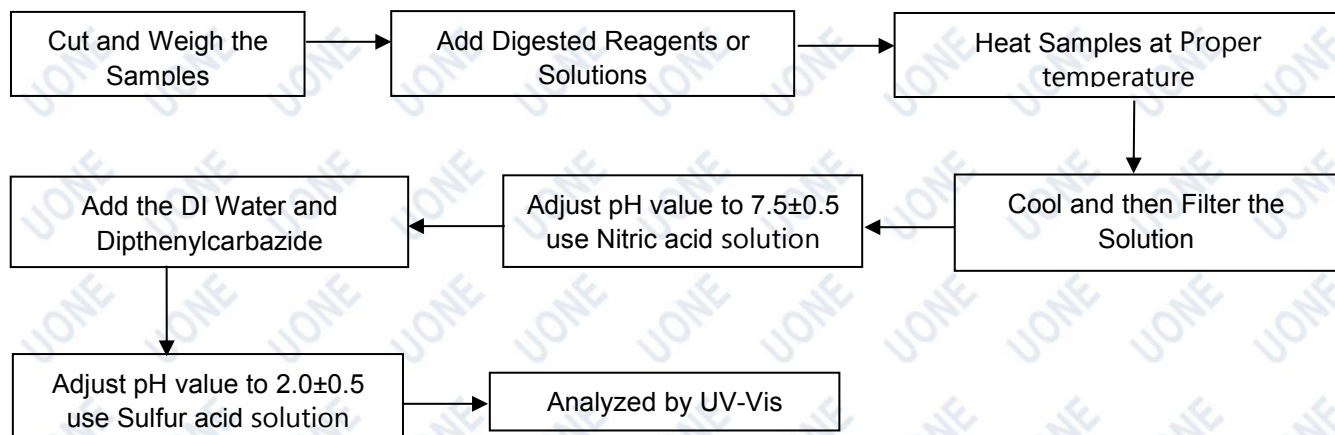 Cut and Weigh the
Samples
Add Digested Reagents or
Solutions
Heat Samples at Proper
temperature
Cool and then Filter the
Solution
Adjust pH value to 7.5±0.5
use Nitric acid solution
Add the DI Water and
Dipthenylcarbazide
Adjust pH value to 2.0±0.5
use Sulfur acid solution
Analyzed by UV-Vis